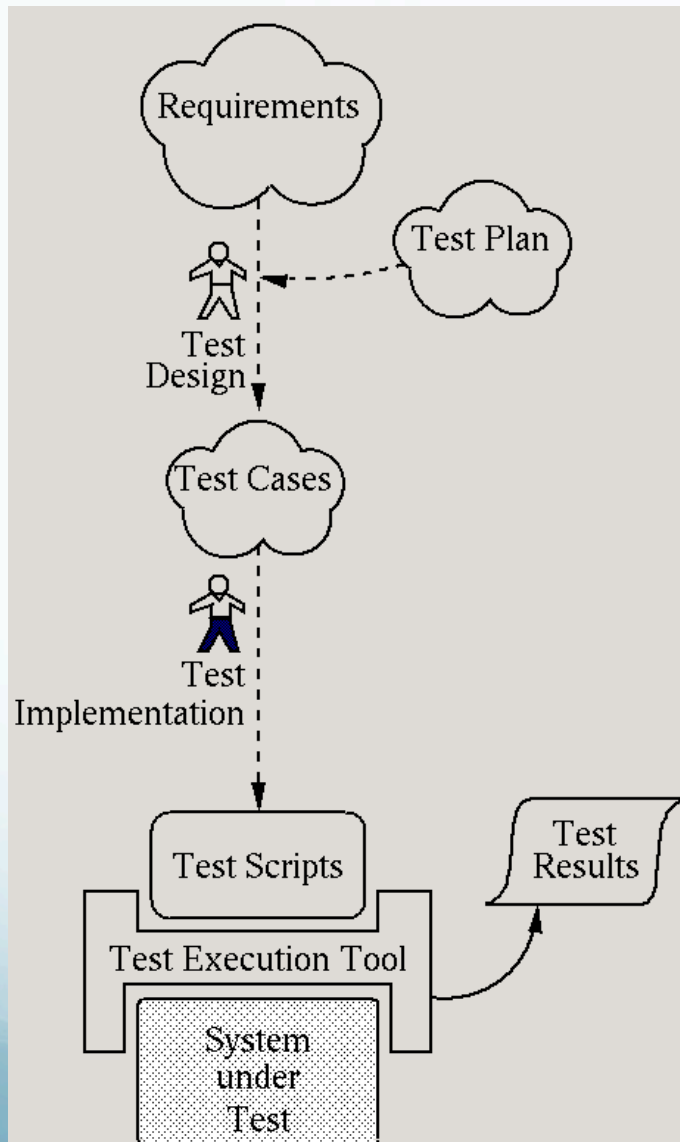 Requirements
Test Plan
Test
Design
Test Cases
Test
Implementation
Test Scripts
Test
Results
Test Execution Tool
System
under
Test